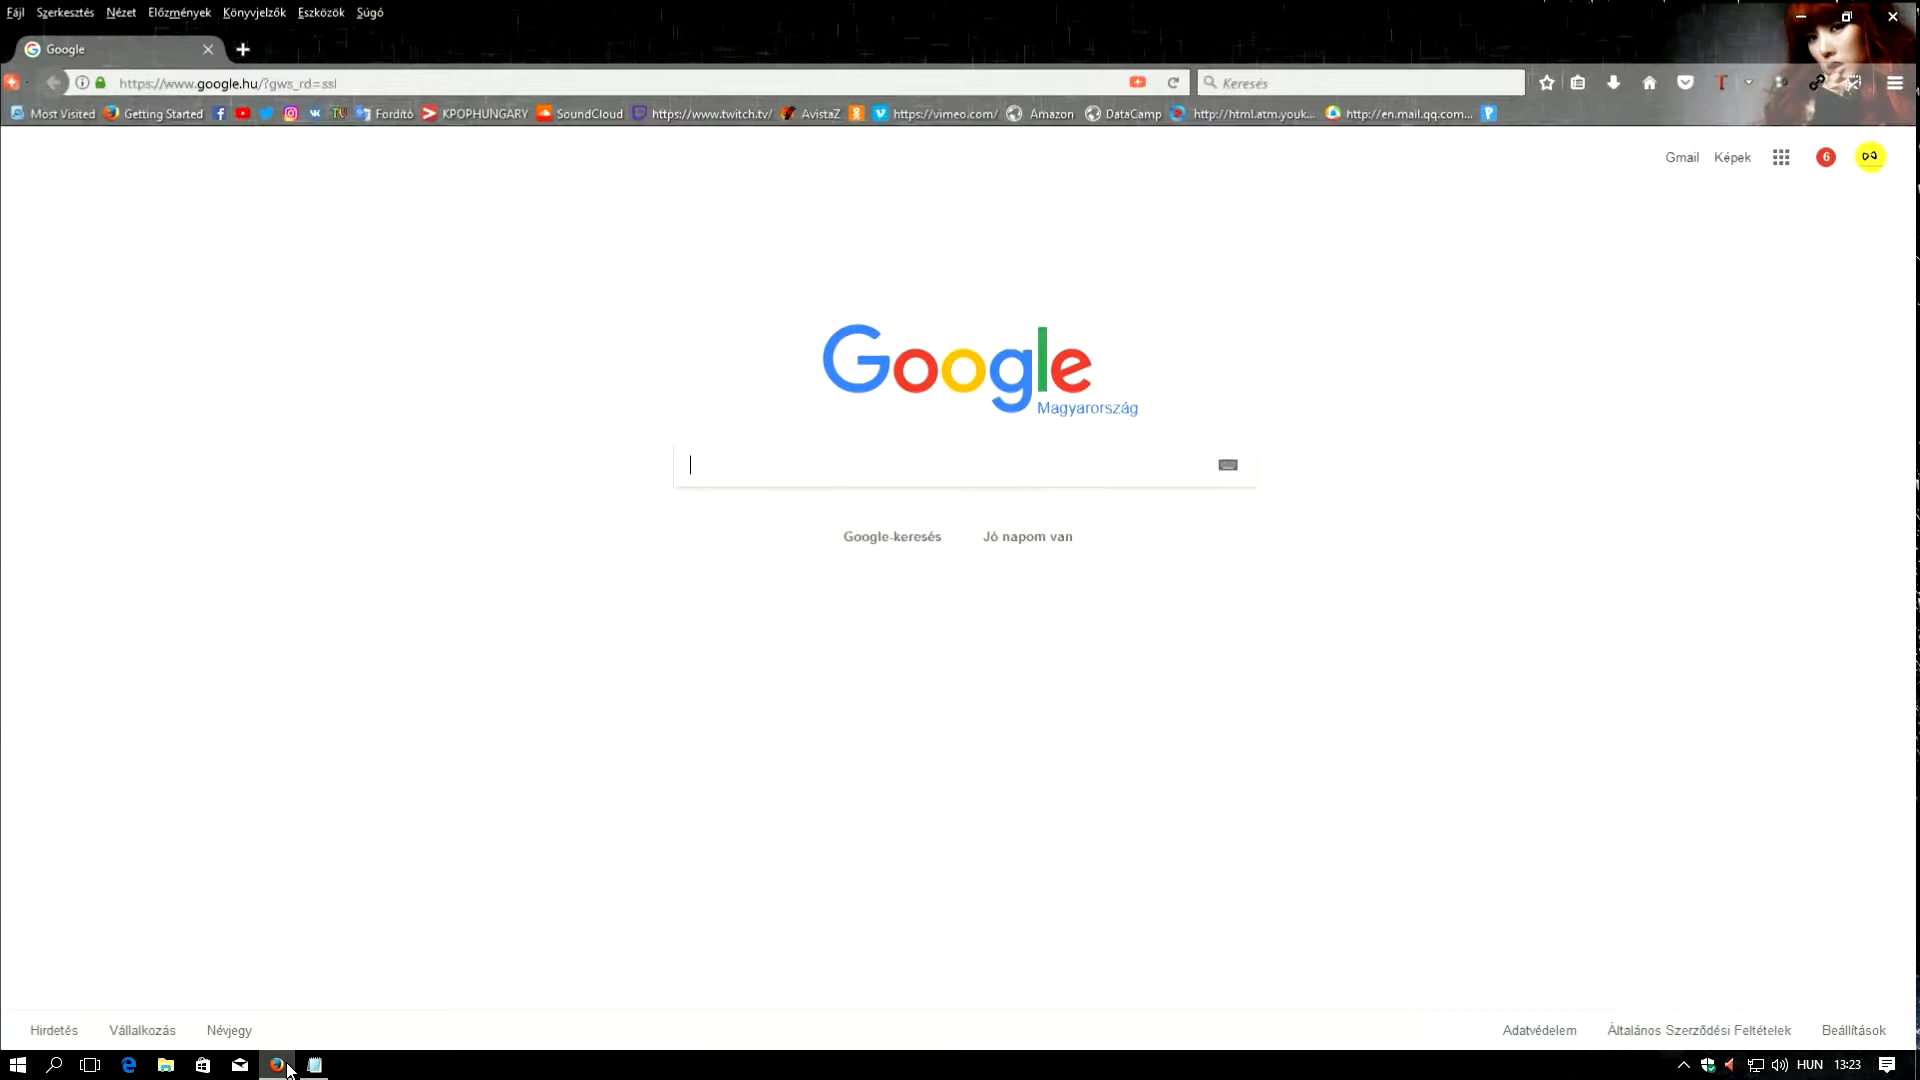 Fájl Szerkesztés Nézet Előzmények Könyvjelzők Eszközök Súgó
Google
https://www.google.hu/?gws_rd=ssl
Keresés
Most Visited Getting Started Fordító KPOPHUNGARY SoundCloud https://www.twitch.tv/ AvistaZ https://vimeo.com/ Amazon DataCamp http://html.atm.youk... http://en.mail.qq.com...
Gmail Képek 6
Google
Magyarország
Google-keresés Jó napom van
Hirdetés Vállalkozás Névjegy Adatvédelem Általános Szerződési Feltételek Beállítások
HUN 13:23